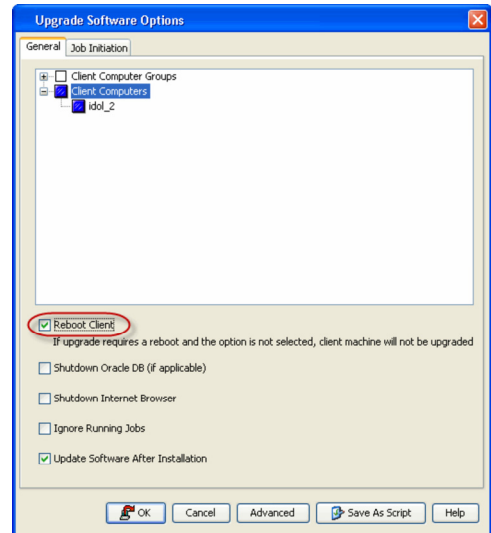 Upgrade Software Options
General Job Initiation
Client Computer Groups
Client Computers
idol_2
Reboot Client
If upgrade requires a reboot and the option is not selected, client machine will not be upgraded
Shutdown Oracle DB (if applicable)
Shutdown Internet Browser
Ignore Running Jobs
Update Software After Installation
OK Cancel Advanced Save As Script Help